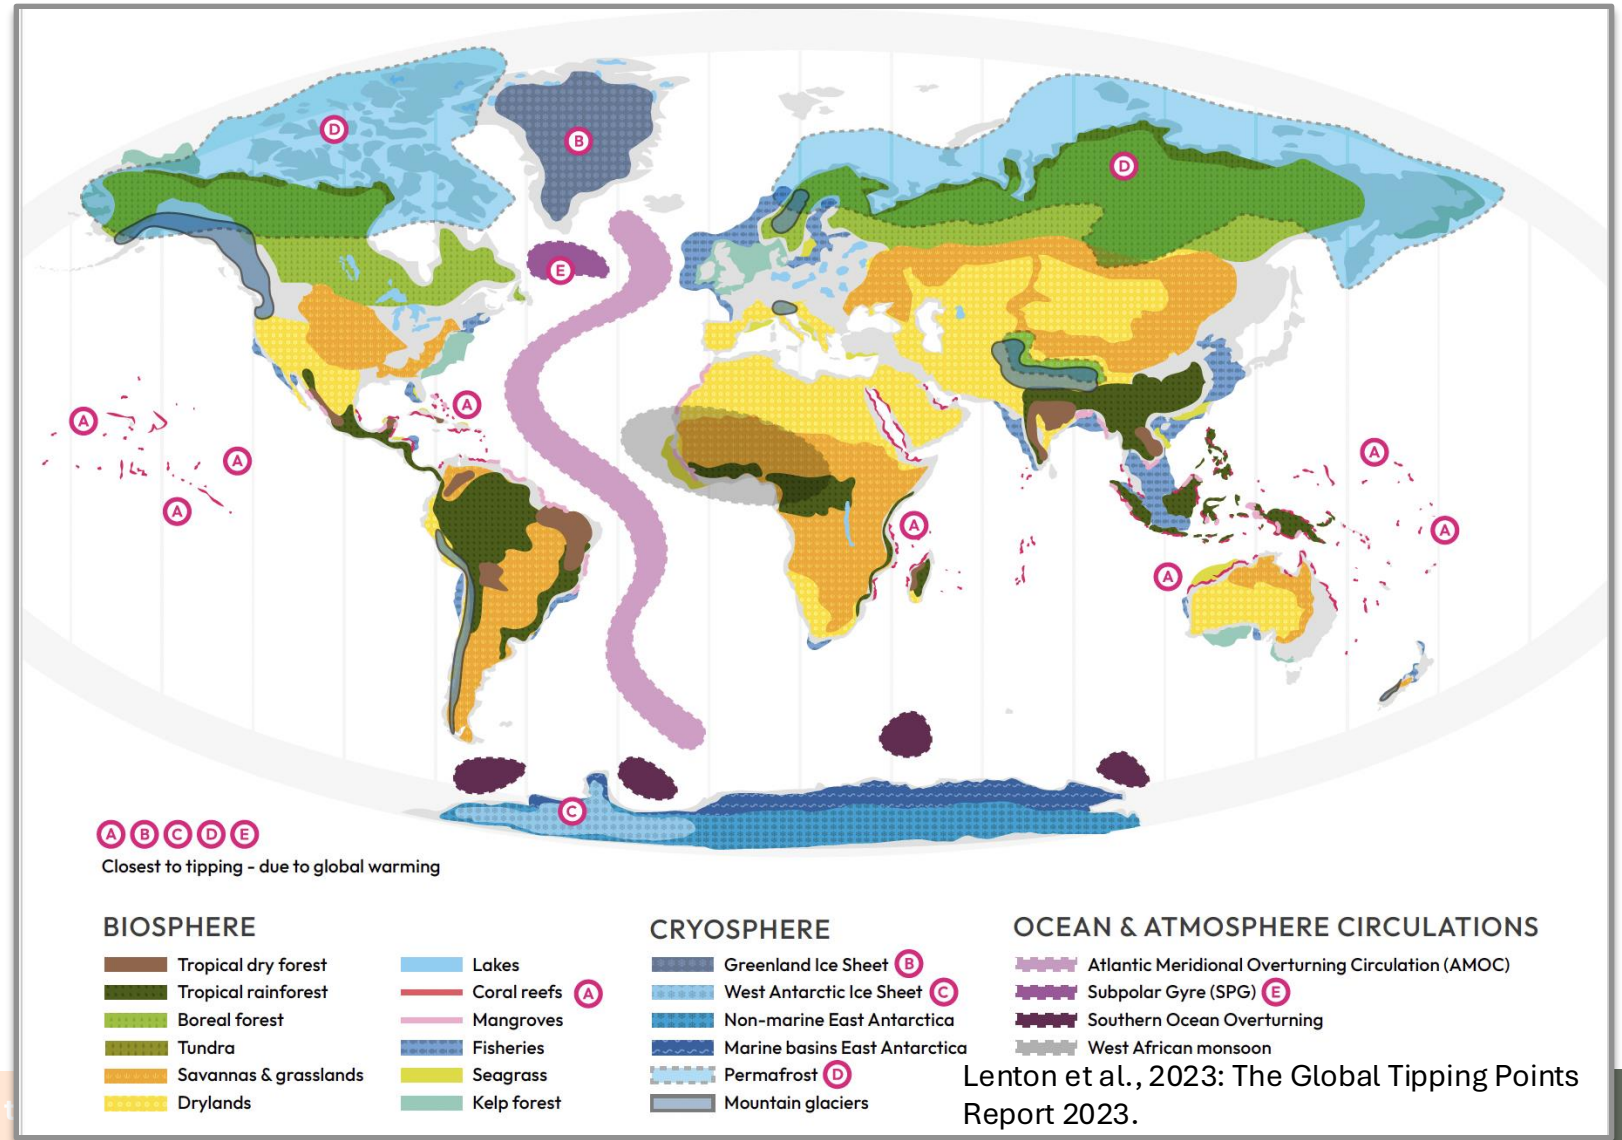 D
B
D
E
A
A
A
A
A
A
A
A
C
A B C D E
Closest to tipping - due to global warming
BIOSPHERE
Tropical dry forest
Tropical rainforest
Boreal forest
Tundra
Savannas & grasslands
Drylands
Lakes
Coral reefs A
Mangroves
Fisheries
Seagrass
Kelp forest
CRYOSPHERE
Greenland Ice Sheet B
West Antarctic Ice Sheet C
Non-marine East Antarctica
Marine basins East Antarctica
Permafrost D
Mountain glaciers
OCEAN & ATMOSPHERE CIRCULATIONS
Atlantic Meridional Overturning Circulation (AMOC)
Subpolar Gyre (SPG) E
Southern Ocean Overturning
West African monsoon
Lenton et al., 2023: The Global Tipping Points
Report 2023.